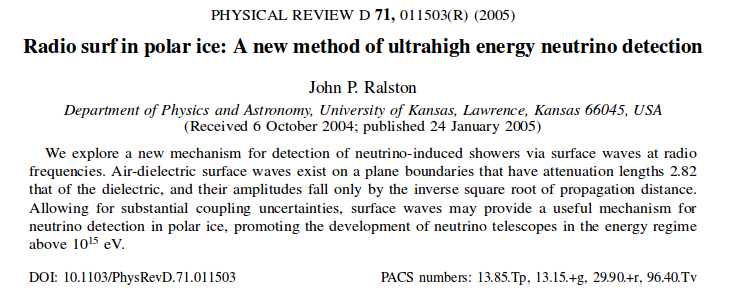 PHYSICAL REVIEW D 71, 011503(R) (2005)
Radio surf in polar ice: A new method of ultrahigh energy neutrino detection
John P. Ralston
Department of Physics and Astronomy, University of Kansas, Lawrence, Kansas 66045, USA
(Received 6 October 2004; published 24 January 2005)
We explore a new mechanism for detection of neutrino-induced showers via surface waves at radio
frequencies. Air-dielectric surface waves exist on a plane boundaries that have attenuation lengths 2.82
that of the dielectric, and their amplitudes fall only by the inverse square root of propagation distance.
Allowing for substantial coupling uncertainties, surface waves may provide a useful mechanism for
neutrino detection in polar ice, promoting the development of neutrino telescopes in the energy regime
above 10¹⁵ eV.
DOI: 10.1103/PhysRevD.71.011503 PACS numbers: 13.85.Tp, 13.15.+g, 29.90.+r, 96.40.Tv